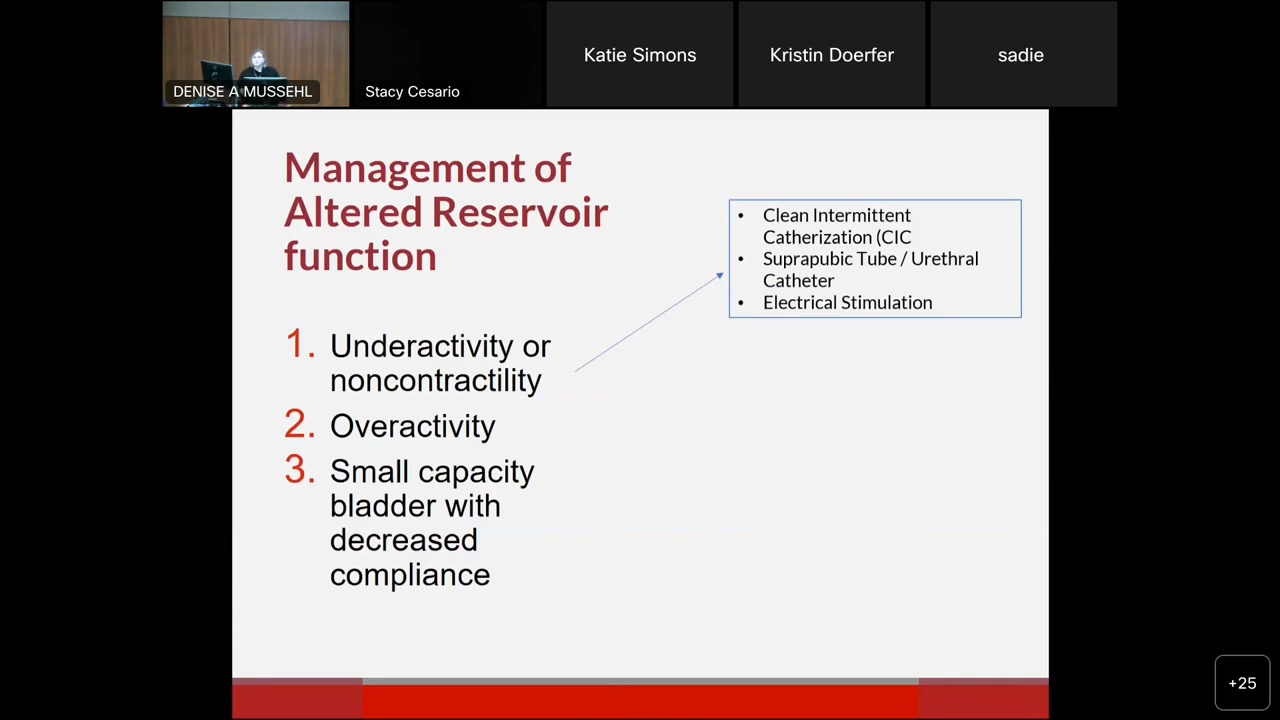 DENISE A MUSSEHL
Stacy Cesario
Katie Simons
Kristin Doerfer
sadie
Management of
Altered Reservoir
function
• Clean Intermittent
Catherization (CIC
• Suprapubic Tube / Urethral
Catheter
• Electrical Stimulation
1. Underactivity or
noncontractility
2. Overactivity
3. Small capacity
bladder with
decreased
compliance
+25